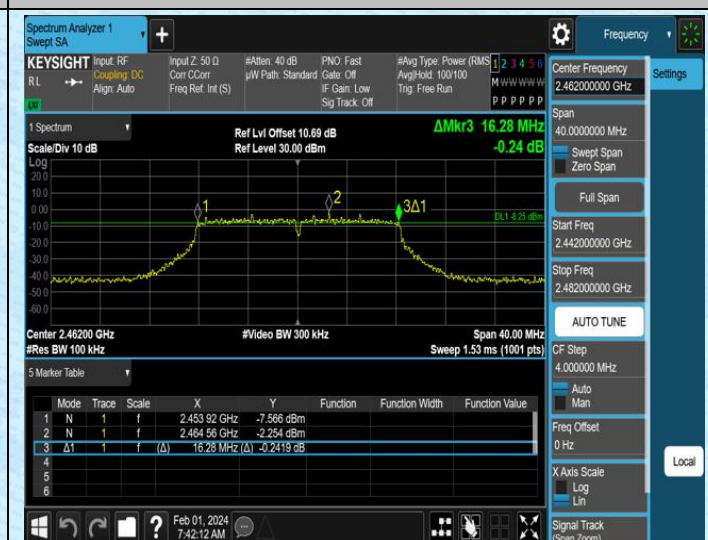 Spectrum Analyzer 1
Swept SA
+
Frequency
KEYSIGHT
RL
LXI
Input: RF
Coupling: DC
Align: Auto
Input Z: 50 Ω
Corr CCorr
Freq Ref: Int (S)
#Atten: 40 dB
µW Path: Standard
PNO: Fast
Gate: Off
IF Gain: Low
Sig Track: Off
#Avg Type: Power (RMS
Avg|Hold: 100/100
Trig: Free Run
1 2 3 4 5 6
M W W W W W
P P P P P P
Center Frequency
2.462000000 GHz
Settings
Span
40.0000000 MHz
Swept Span
Zero Span
Full Span
Start Freq
2.442000000 GHz
Stop Freq
2.482000000 GHz
AUTO TUNE
CF Step
4.000000 MHz
Auto
Man
Freq Offset
0 Hz
X Axis Scale
Log
Lin
Signal Track
(Span Zoom)
Local
1 Spectrum
Scale/Div 10 dB
Ref Lvl Offset 10.69 dB
Ref Level 30.00 dBm
ΔMkr3 16.28 MHz
-0.24 dB
Log
20.0
10.0
0.00
-10.0
-20.0
-30.0
-40.0
-50.0
-60.0
1
2
3Δ1
DL1 -8.25 dBm
Center 2.46200 GHz
#Video BW 300 kHz
Span 40.00 MHz
#Res BW 100 kHz
Sweep 1.53 ms (1001 pts)
5 Marker Table
Mode Trace Scale X Y Function Function Width Function Value
1 N 1 f 2.453 92 GHz -7.566 dBm
2 N 1 f 2.464 56 GHz -2.254 dBm
3 Δ1 1 f (Δ) 16.28 MHz (Δ) -0.2419 dB
4
5
6
?
Feb 01, 2024
7:42:12 AM